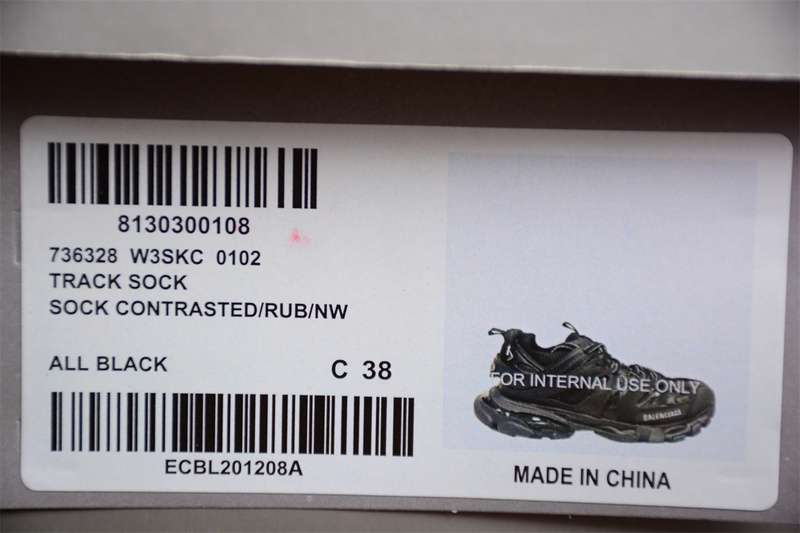 8130300108
736328 W3SKC 0102
TRACK SOCK
SOCK CONTRASTED/RUB/NW
ALL BLACK
C 38
ECBL201208A
FOR INTERNAL USE ONLY
BALENCIAGA
MADE IN CHINA